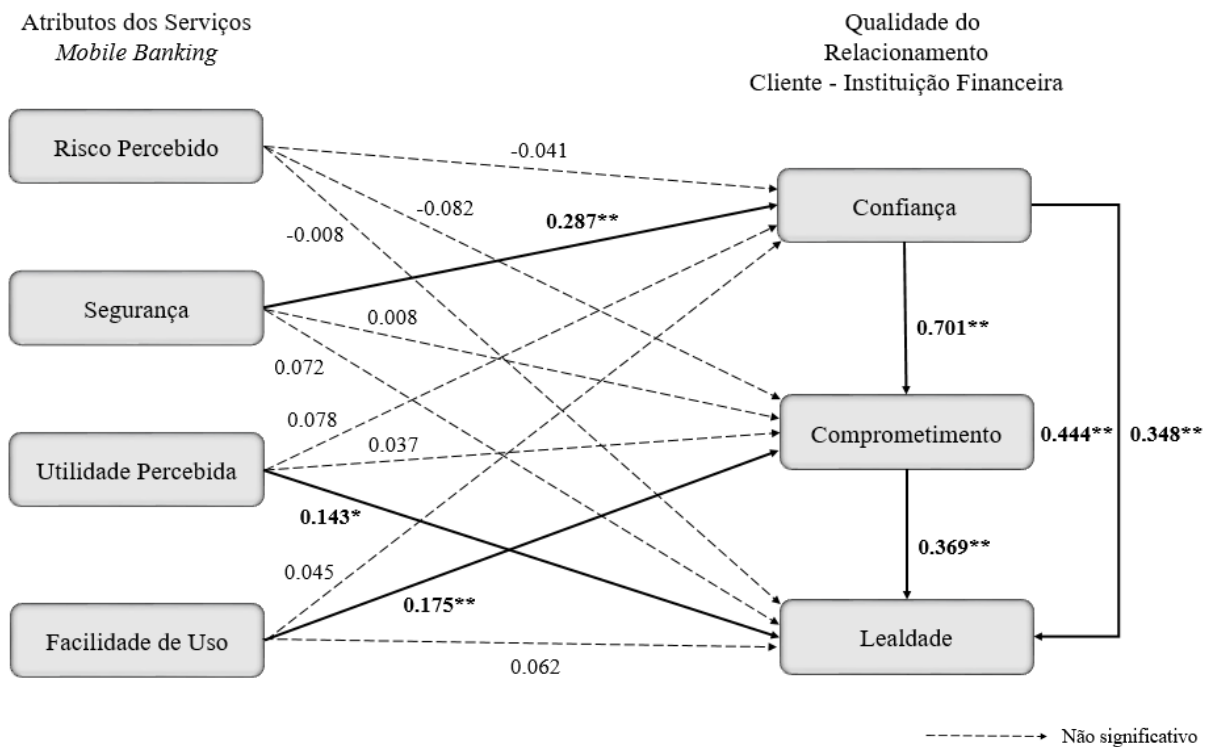 Atributos dos Serviços
Mobile Banking
Qualidade do
Relacionamento
Cliente - Instituição Financeira
Risco Percebido
-0.041
Confiança
-0.082
0.287**
-0.008
Segurança
0.008
0.701**
0.072
0.078
0.037
Comprometimento
0.444**
0.348**
Utilidade Percebida
0.143*
0.369**
0.045
0.175**
Facilidade de Uso
Lealdade
0.062
Não significativo